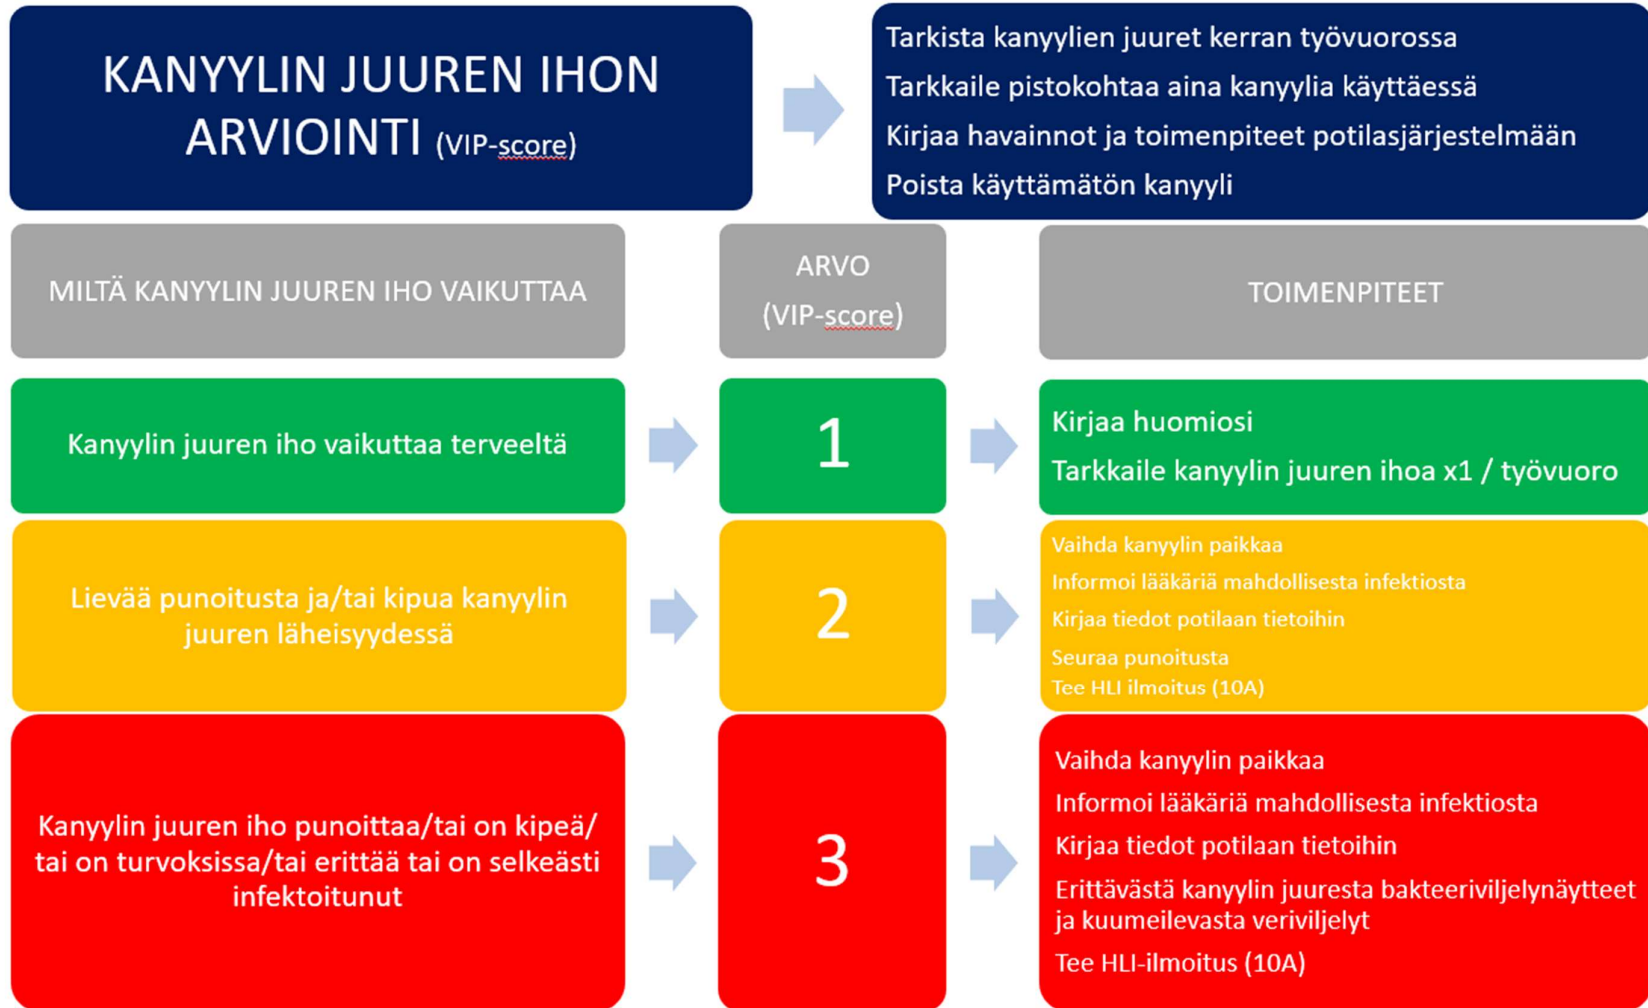 KANYYLIN JUUREN IHON
ARVIOINTI (VIP-score)
Tarkista kanyylien juuret kerran työvuorossa
Tarkkaile pistokohtaa aina kanyylia käyttäessä
Kirjaa havainnot ja toimenpiteet potilasjärjestelmään
Poista käyttämätön kanyyli
MILTÄ KANYYLIN JUUREN IHO VAIKUTTAA
ARVO
(VIP-score)
TOIMENPITEET
Kanyylin juuren iho vaikuttaa terveeltä
1
Kirjaa huomiosi
Tarkkaile kanyylin juuren ihoa x1 / työvuoro
Lievää punoitusta ja/tai kipua kanyylin
juuren läheisyydessä
2
Vaihda kanyylin paikkaa
Informoi lääkäriä mahdollisesta infektiosta
Kirjaa tiedot potilaan tietoihin
Seuraa punoitusta
Tee HLI ilmoitus (10A)
Kanyylin juuren iho punoittaa/tai on kipeä/
tai on turvoksissa/tai erittää tai on selkeästi
infektoitunut
3
Vaihda kanyylin paikkaa
Informoi lääkäriä mahdollisesta infektiosta
Kirjaa tiedot potilaan tietoihin
Erittävästä kanyylin juuresta bakteeriviljelynäytteet
ja kuumeilevasta veriviljelyt
Tee HLI-ilmoitus (10A)